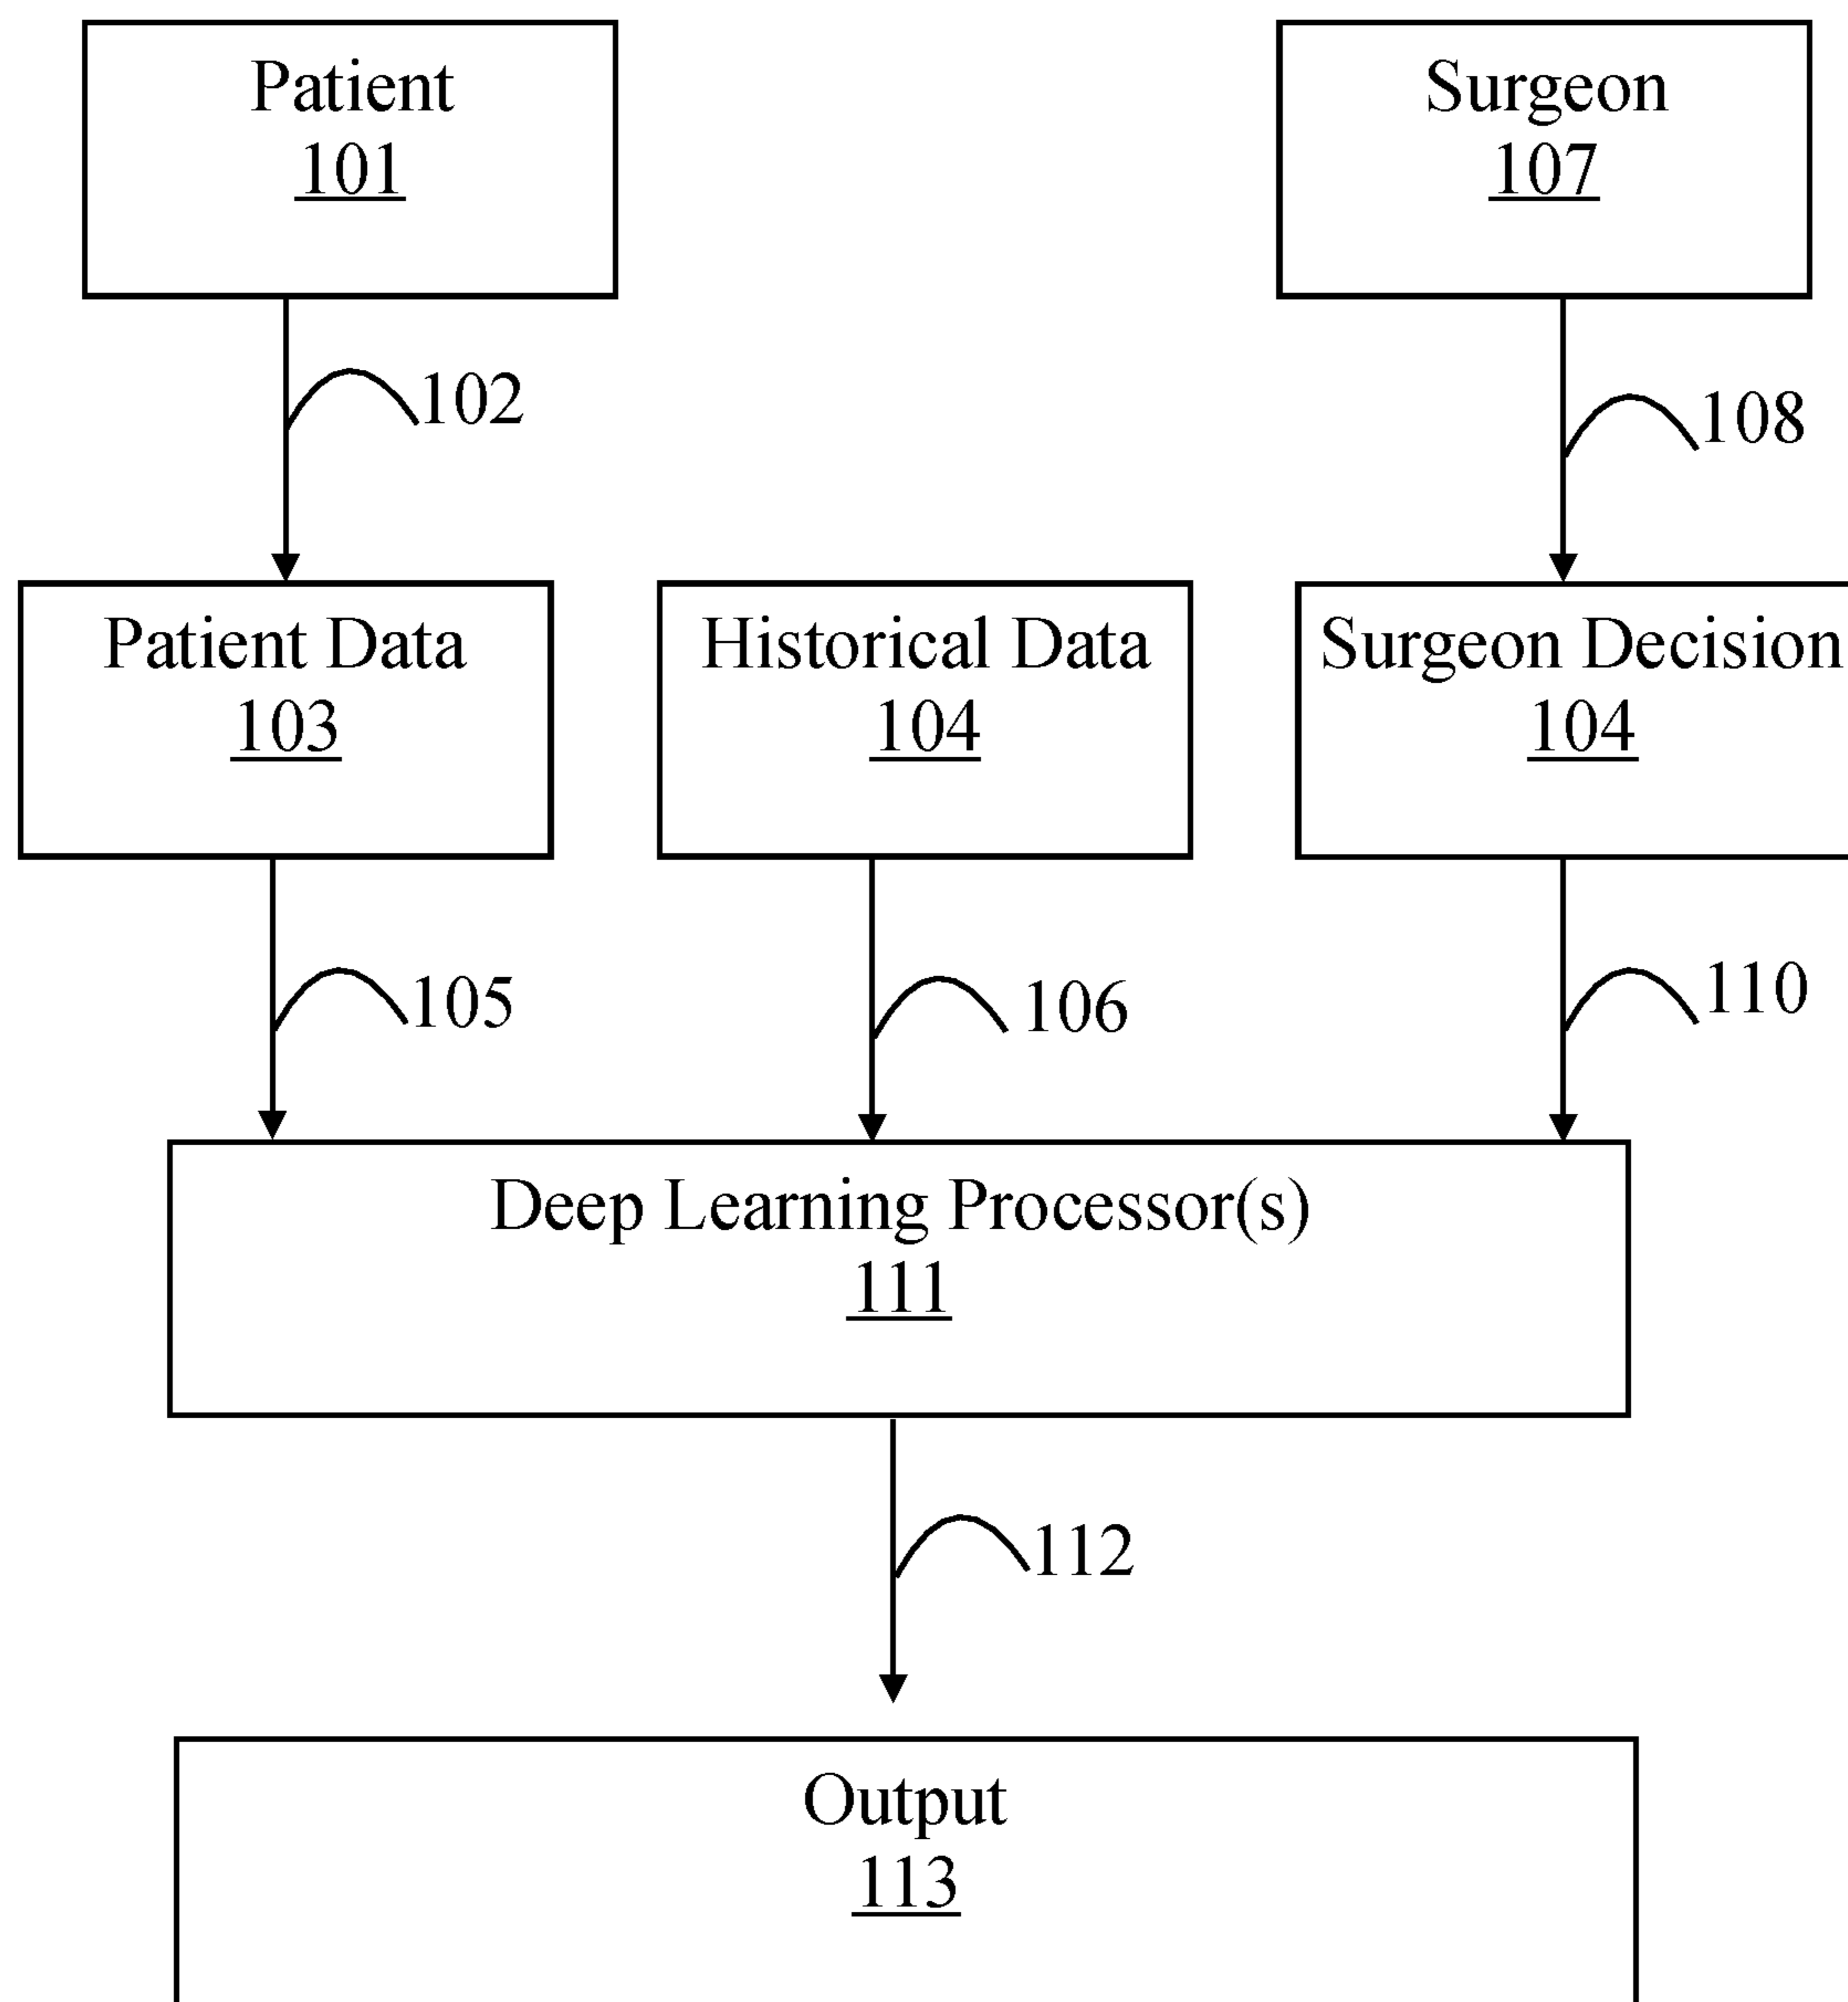 Patient
101
Surgeon
107
102
108
Patient Data
103
Historical Data
104
Surgeon Decision
104
105
106
110
Deep Learning Processor(s)
111
112
Output
113